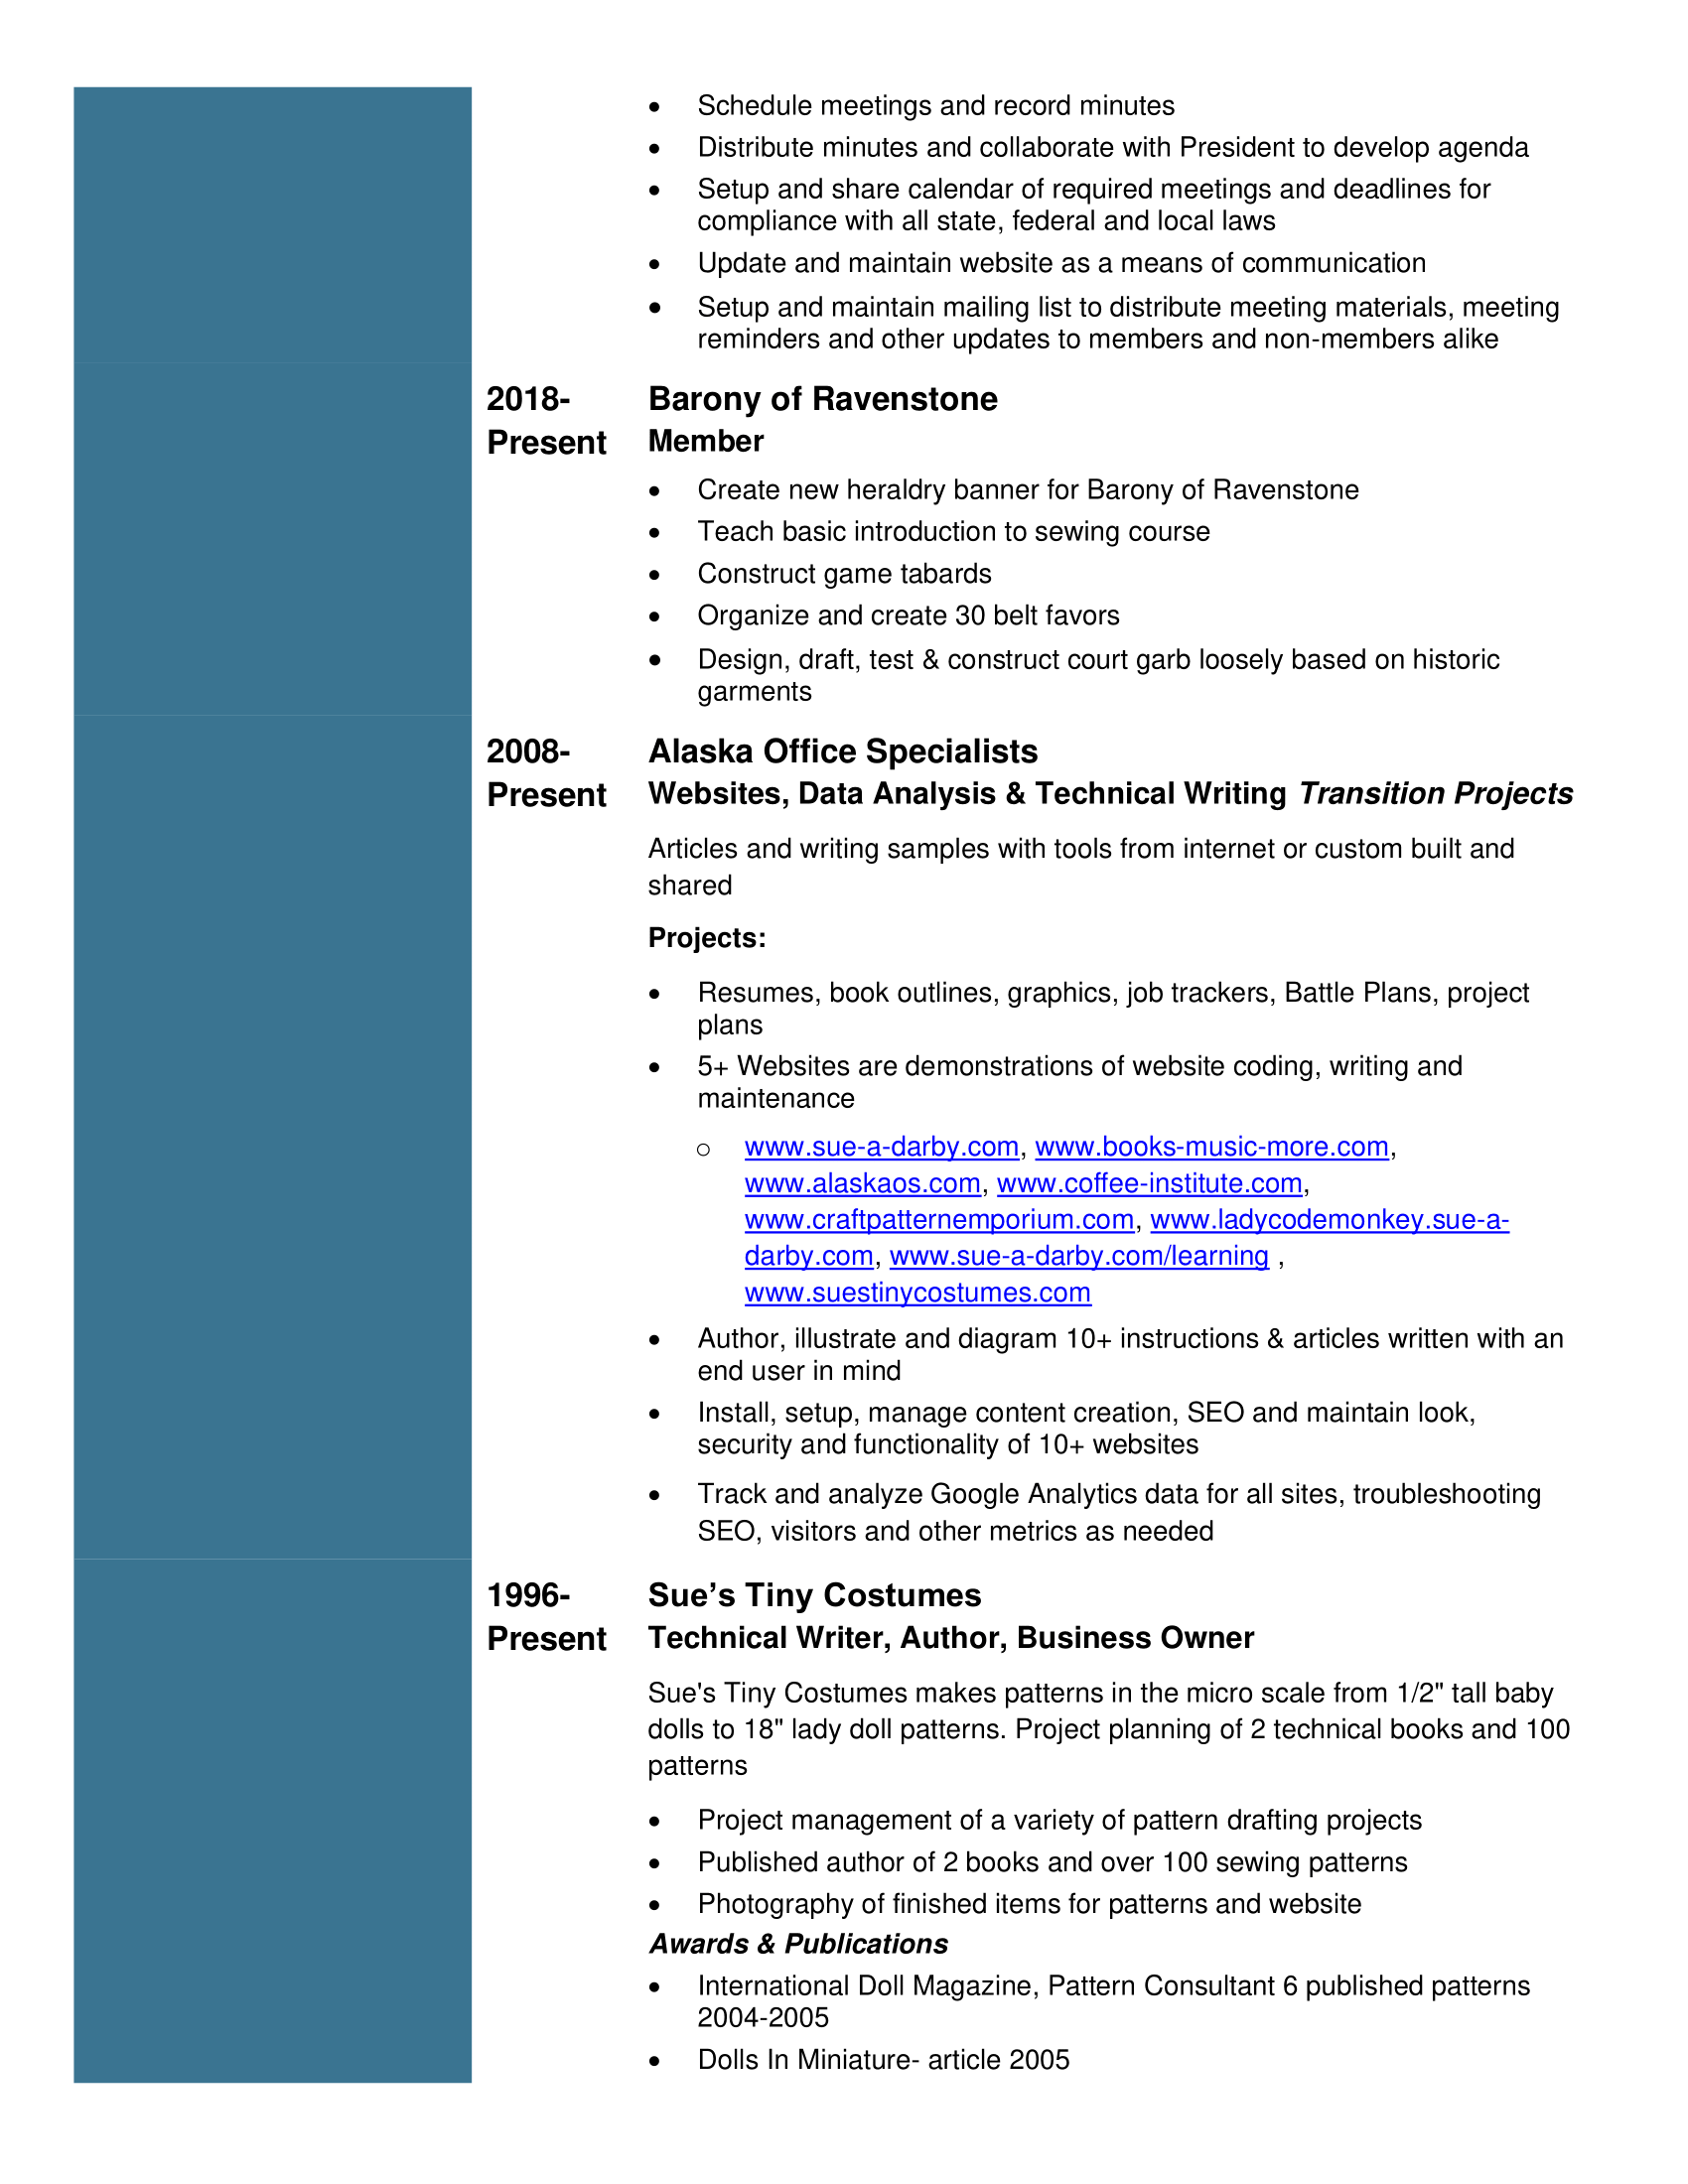 • Schedule meetings and record minutes
• Distribute minutes and collaborate with President to develop agenda
• Setup and share calendar of required meetings and deadlines for
compliance with all state, federal and local laws
• Update and maintain website as a means of communication
• Setup and maintain mailing list to distribute meeting materials, meeting
reminders and other updates to members and non-members alike
2018-
Present
Barony of Ravenstone
Member
• Create new heraldry banner for Barony of Ravenstone
• Teach basic introduction to sewing course
• Construct game tabards
• Organize and create 30 belt favors
• Design, draft, test & construct court garb loosely based on historic
garments
2008-
Present
Alaska Office Specialists
Websites, Data Analysis & Technical Writing Transition Projects
Articles and writing samples with tools from internet or custom built and
shared
Projects:
• Resumes, book outlines, graphics, job trackers, Battle Plans, project
plans
• 5+ Websites are demonstrations of website coding, writing and
maintenance
o www.sue-a-darby.com, www.books-music-more.com,
www.alaskaos.com, www.coffee-institute.com,
www.craftpatternemporium.com, www.ladycodemonkey.sue-a-
darby.com, www.sue-a-darby.com/learning ,
www.suestinycostumes.com
• Author, illustrate and diagram 10+ instructions & articles written with an
end user in mind
• Install, setup, manage content creation, SEO and maintain look,
security and functionality of 10+ websites
• Track and analyze Google Analytics data for all sites, troubleshooting
SEO, visitors and other metrics as needed
1996-
Present
Sue’s Tiny Costumes
Technical Writer, Author, Business Owner
Sue's Tiny Costumes makes patterns in the micro scale from 1/2" tall baby
dolls to 18" lady doll patterns. Project planning of 2 technical books and 100
patterns
• Project management of a variety of pattern drafting projects
• Published author of 2 books and over 100 sewing patterns
• Photography of finished items for patterns and website
Awards & Publications
• International Doll Magazine, Pattern Consultant 6 published patterns
2004-2005
• Dolls In Miniature- article 2005